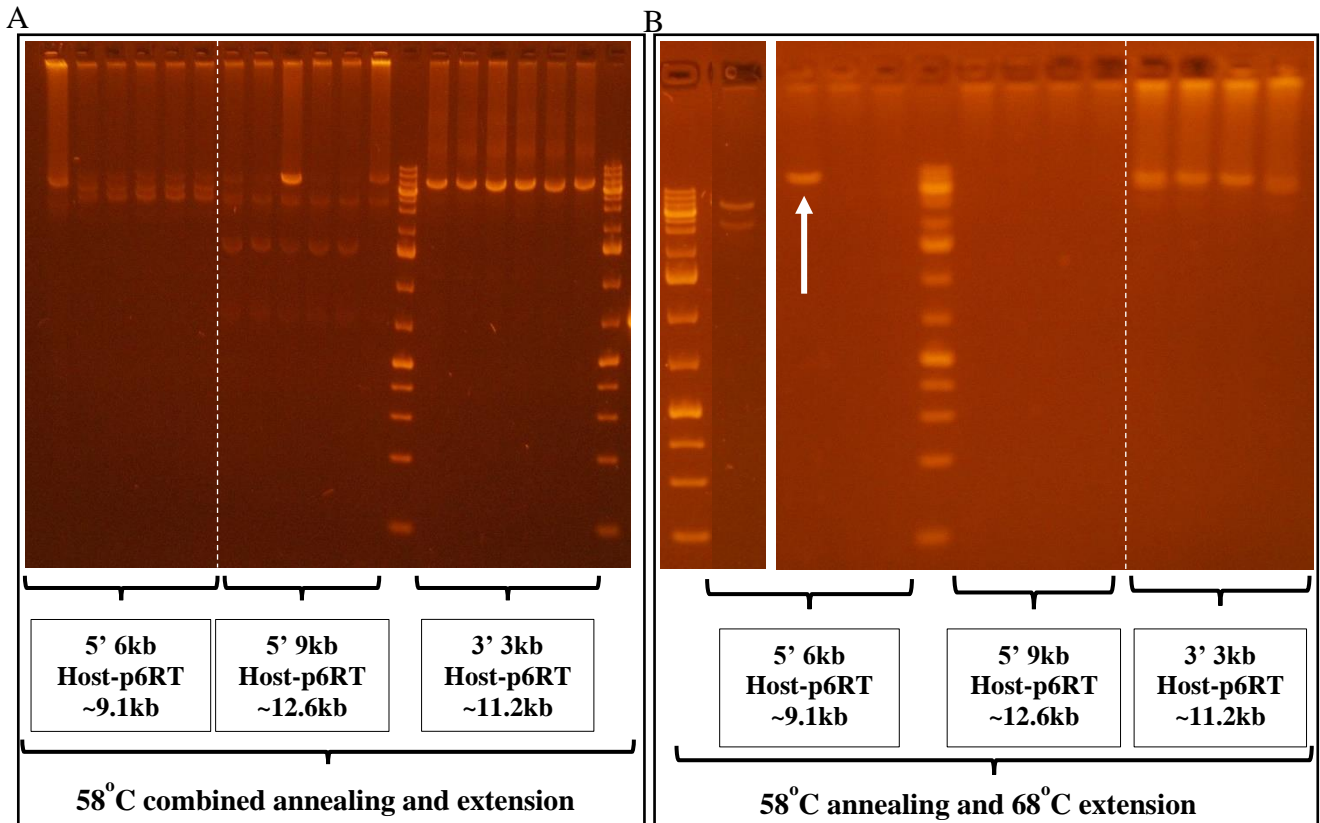 A
B
5’ 6kb
Host-p6RT
~9.1kb
5’ 9kb
Host-p6RT
~12.6kb
3’ 3kb
Host-p6RT
~11.2kb
58°C combined annealing and extension
5’ 6kb
Host-p6RT
~9.1kb
5’ 9kb
Host-p6RT
~12.6kb
3’ 3kb
Host-p6RT
~11.2kb
58°C annealing and 68°C extension